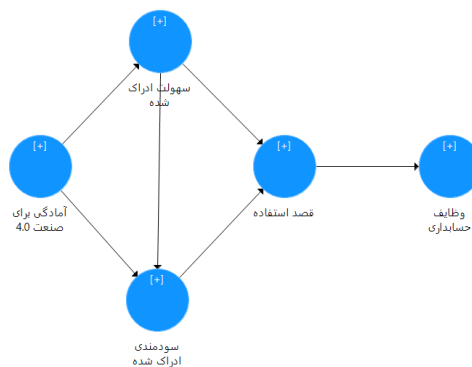 [+]
سهولت ادراک
شده
[+]
آمادگی برای
صنعت 4.0
[+]
قصد استفاده
[+]
وظایف
حسابداری
[+]
سودمندی
ادراک شده